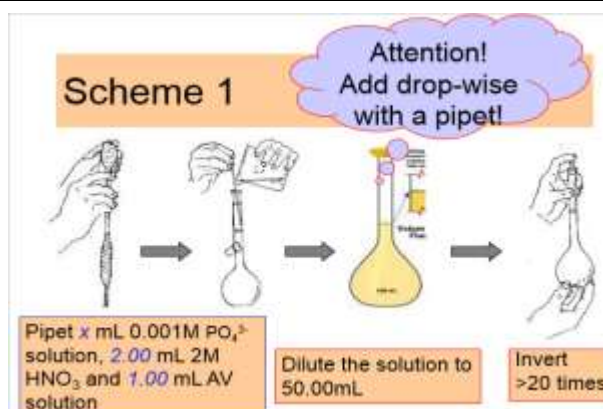 Attention!
Add drop-wise
with a pipet!
Scheme 1
Pipet x mL 0.001M PO₄³⁻
solution, 2.00 mL 2M
HNO₃ and 1.00 mL AV
solution
Dilute the solution to
50.00mL
Invert
>20 times